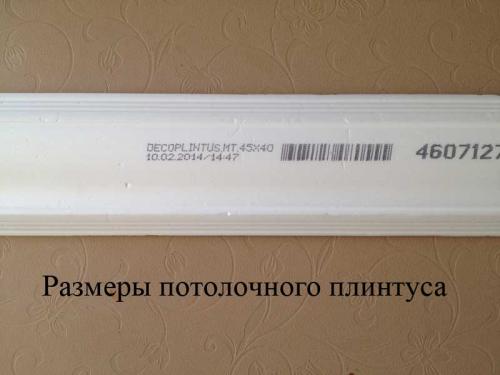 DECOPLINTUS,MT,45X40
10.02.2014/14:47
4607127
Размеры потолочного плинтуса